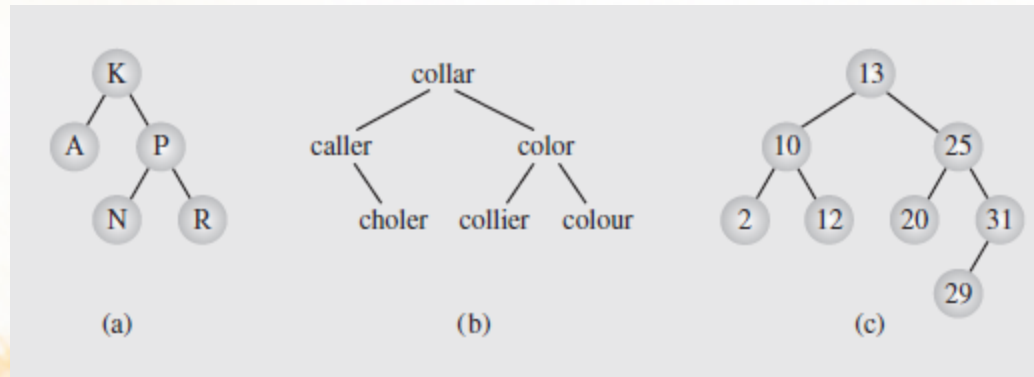 K
A P
N R
(a)
collar
caller color
choler collier colour
(b)
13
10 25
2 12 20 31
29
(c)